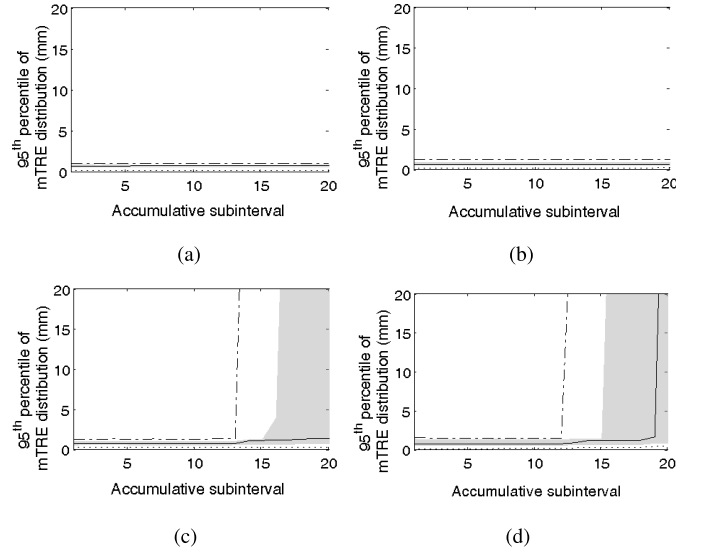 20
15
10
5
0
95th percentile of
mTRE distribution (mm)
5 10 15 20
Accumulative subinterval
(a)
20
15
10
5
0
95th percentile of
mTRE distribution (mm)
5 10 15 20
Accumulative subinterval
(b)
20
15
10
5
0
95th percentile of
mTRE distribution (mm)
5 10 15 20
Accumulative subinterval
(c)
20
15
10
5
0
95th percentile of
mTRE distribution (mm)
5 10 15 20
Accumulative subinterval
(d)